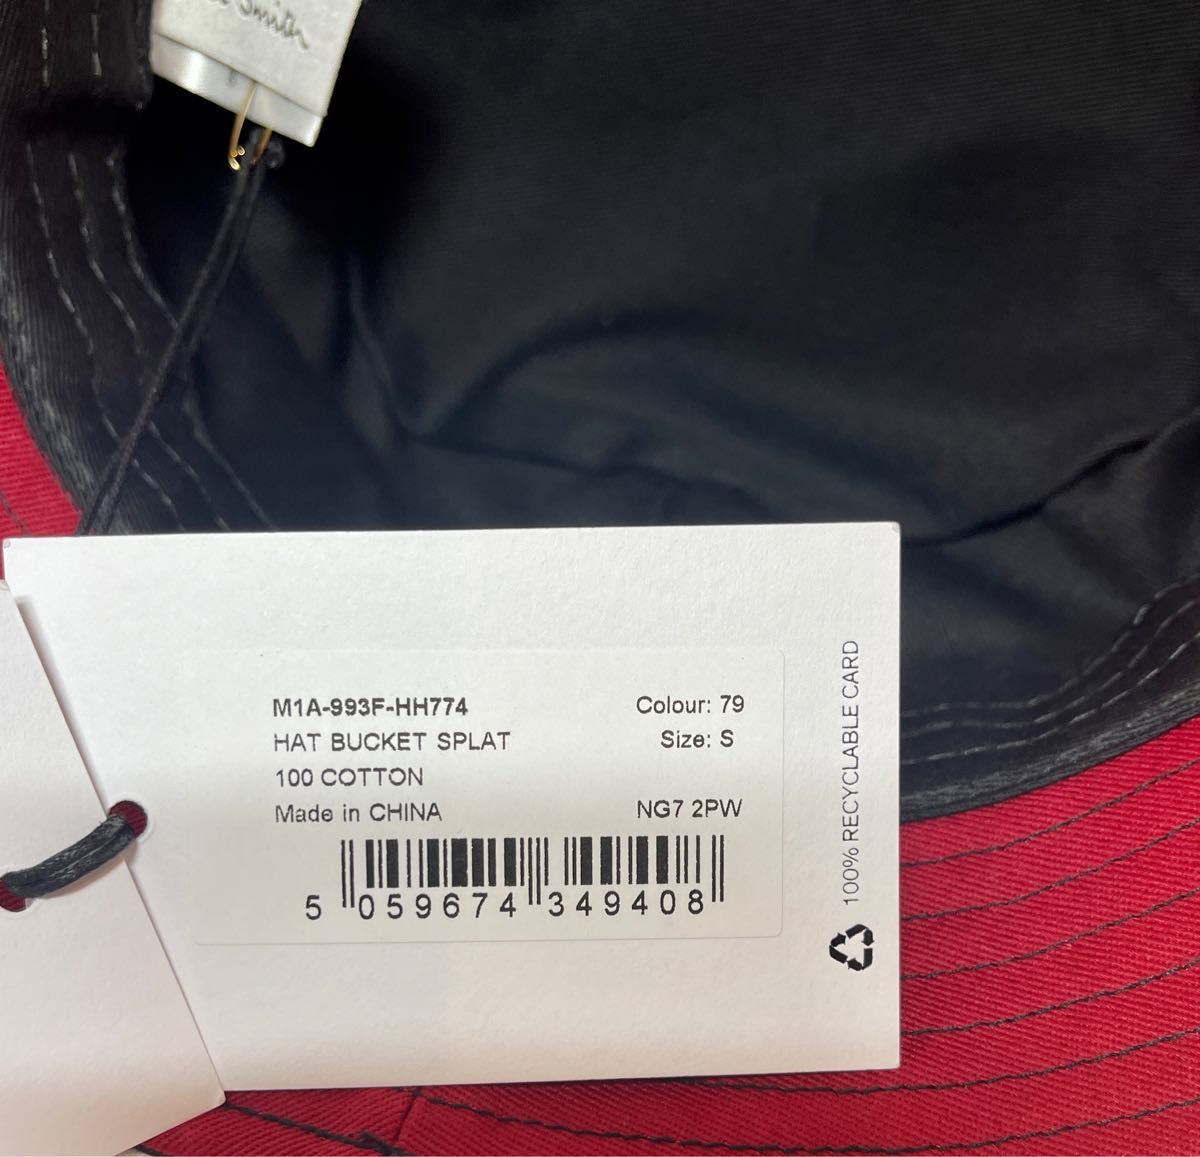 Smith
M1A-993F-HH774
Colour: 79
HAT BUCKET SPLAT
Size: S
100 COTTON
Made in CHINA
NG7 2PW
5 059674 349408
100% RECYCLABLE CARD